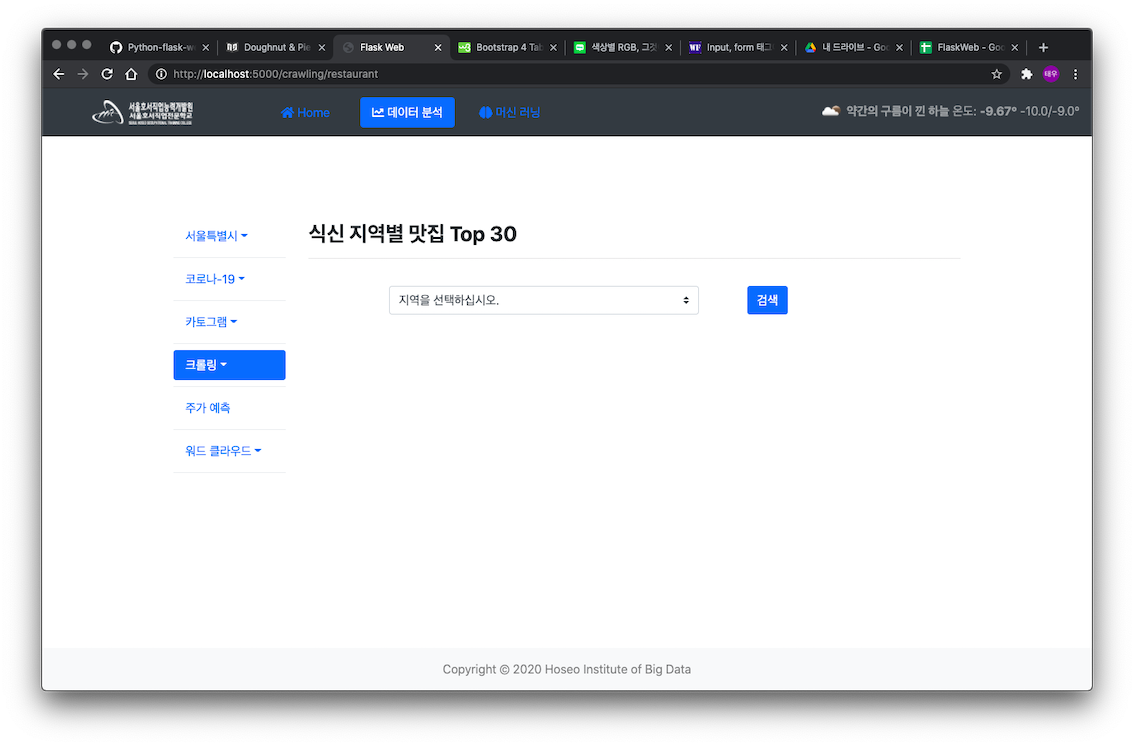 Python-flask-w
Doughnut & Pie
Flask Web
Bootstrap 4 Tab
색상별 RGB, 그것
Input, form 태그
내 드라이브 - Goo
FlaskWeb - Goo
http://localhost:5000/crawling/restaurant
태우
서울호서직업능력개발원
서울호서직업전문학교
Home
데이터 분석
머신 러닝
약간의 구름이 낀 하늘 온도: -9.67° -10.0/-9.0°
서울특별시
식신 지역별 맛집 Top 30
코로나-19
지역을 선택하십시오.
검색
카토그램
크롤링
주가 예측
워드 클라우드
Copyright © 2020 Hoseo Institute of Big Data